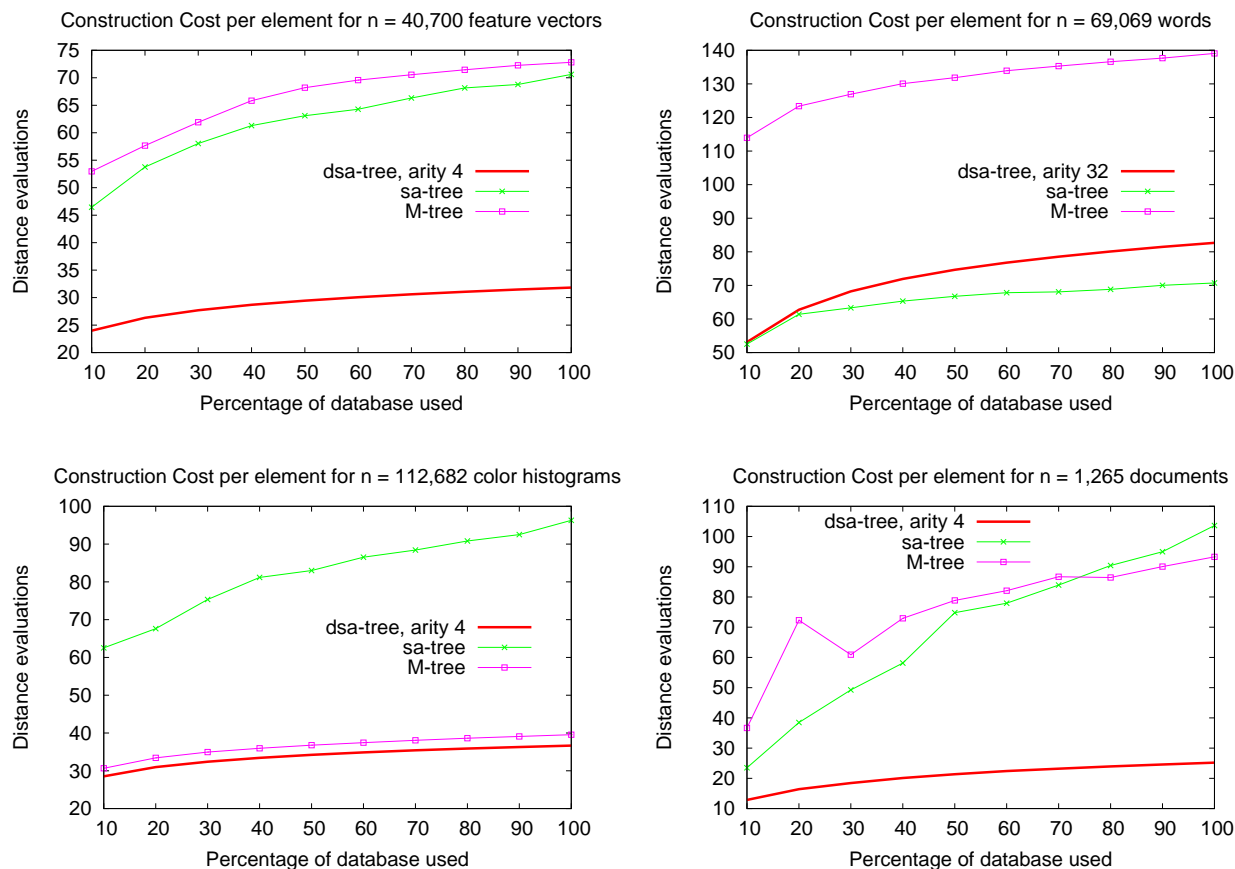 Construction Cost per element for n = 40,700 feature vectors
75
70
65
60
55
50
45
40
35
30
25
20
Distance evaluations
dsa-tree, arity 4
sa-tree
M-tree
10 20 30 40 50 60 70 80 90 100
Percentage of database used
Construction Cost per element for n = 69,069 words
140
130
120
110
100
90
80
70
60
50
Distance evaluations
dsa-tree, arity 32
sa-tree
M-tree
10 20 30 40 50 60 70 80 90 100
Percentage of database used
Construction Cost per element for n = 112,682 color histograms
100
90
80
70
60
50
40
30
20
Distance evaluations
dsa-tree, arity 4
sa-tree
M-tree
10 20 30 40 50 60 70 80 90 100
Percentage of database used
Construction Cost per element for n = 1,265 documents
110
100
90
80
70
60
50
40
30
20
10
Distance evaluations
dsa-tree, arity 4
sa-tree
M-tree
10 20 30 40 50 60 70 80 90 100
Percentage of database used